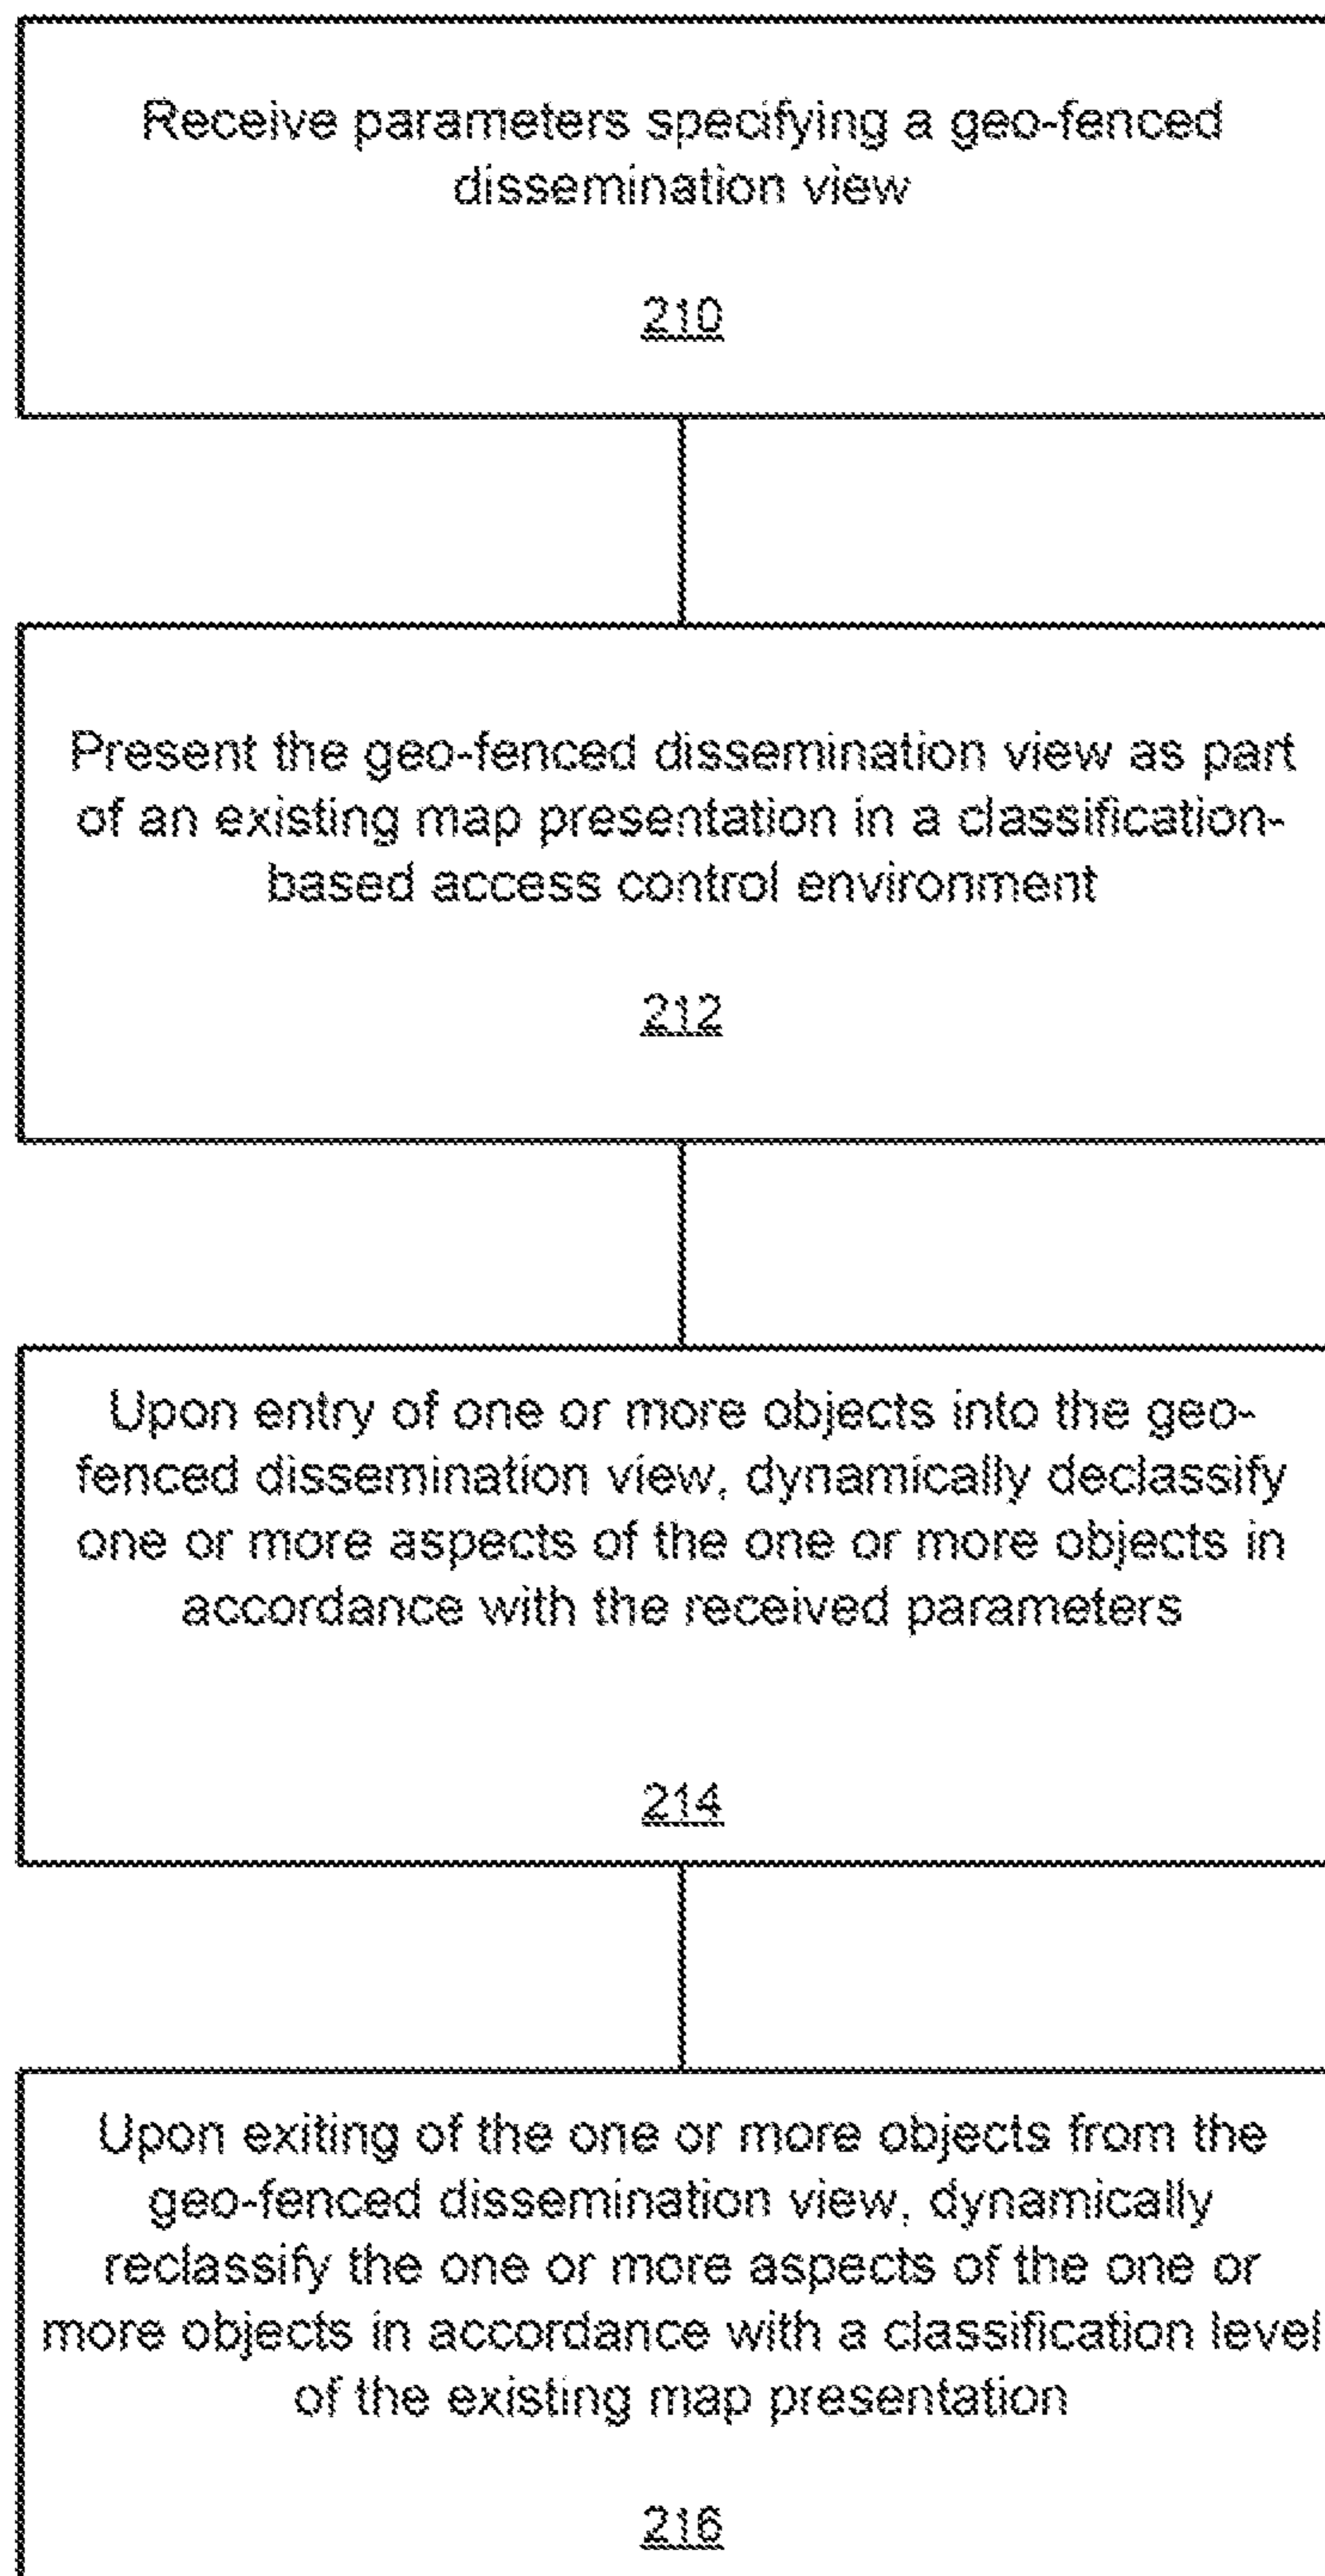 Receive parameters specifying a geo-fenced
dissemination view
210
Present the geo-fenced dissemination view as part
of an existing map presentation in a classification-
based access control environment
212
Upon entry of one or more objects into the geo-
fenced dissemination view, dynamically declassify
one or more aspects of the one or more objects in
accordance with the received parameters
214
Upon exiting of the one or more objects from the
geo-fenced dissemination view, dynamically
reclassify the one or more aspects of the one or
more objects in accordance with a classification level
of the existing map presentation
216